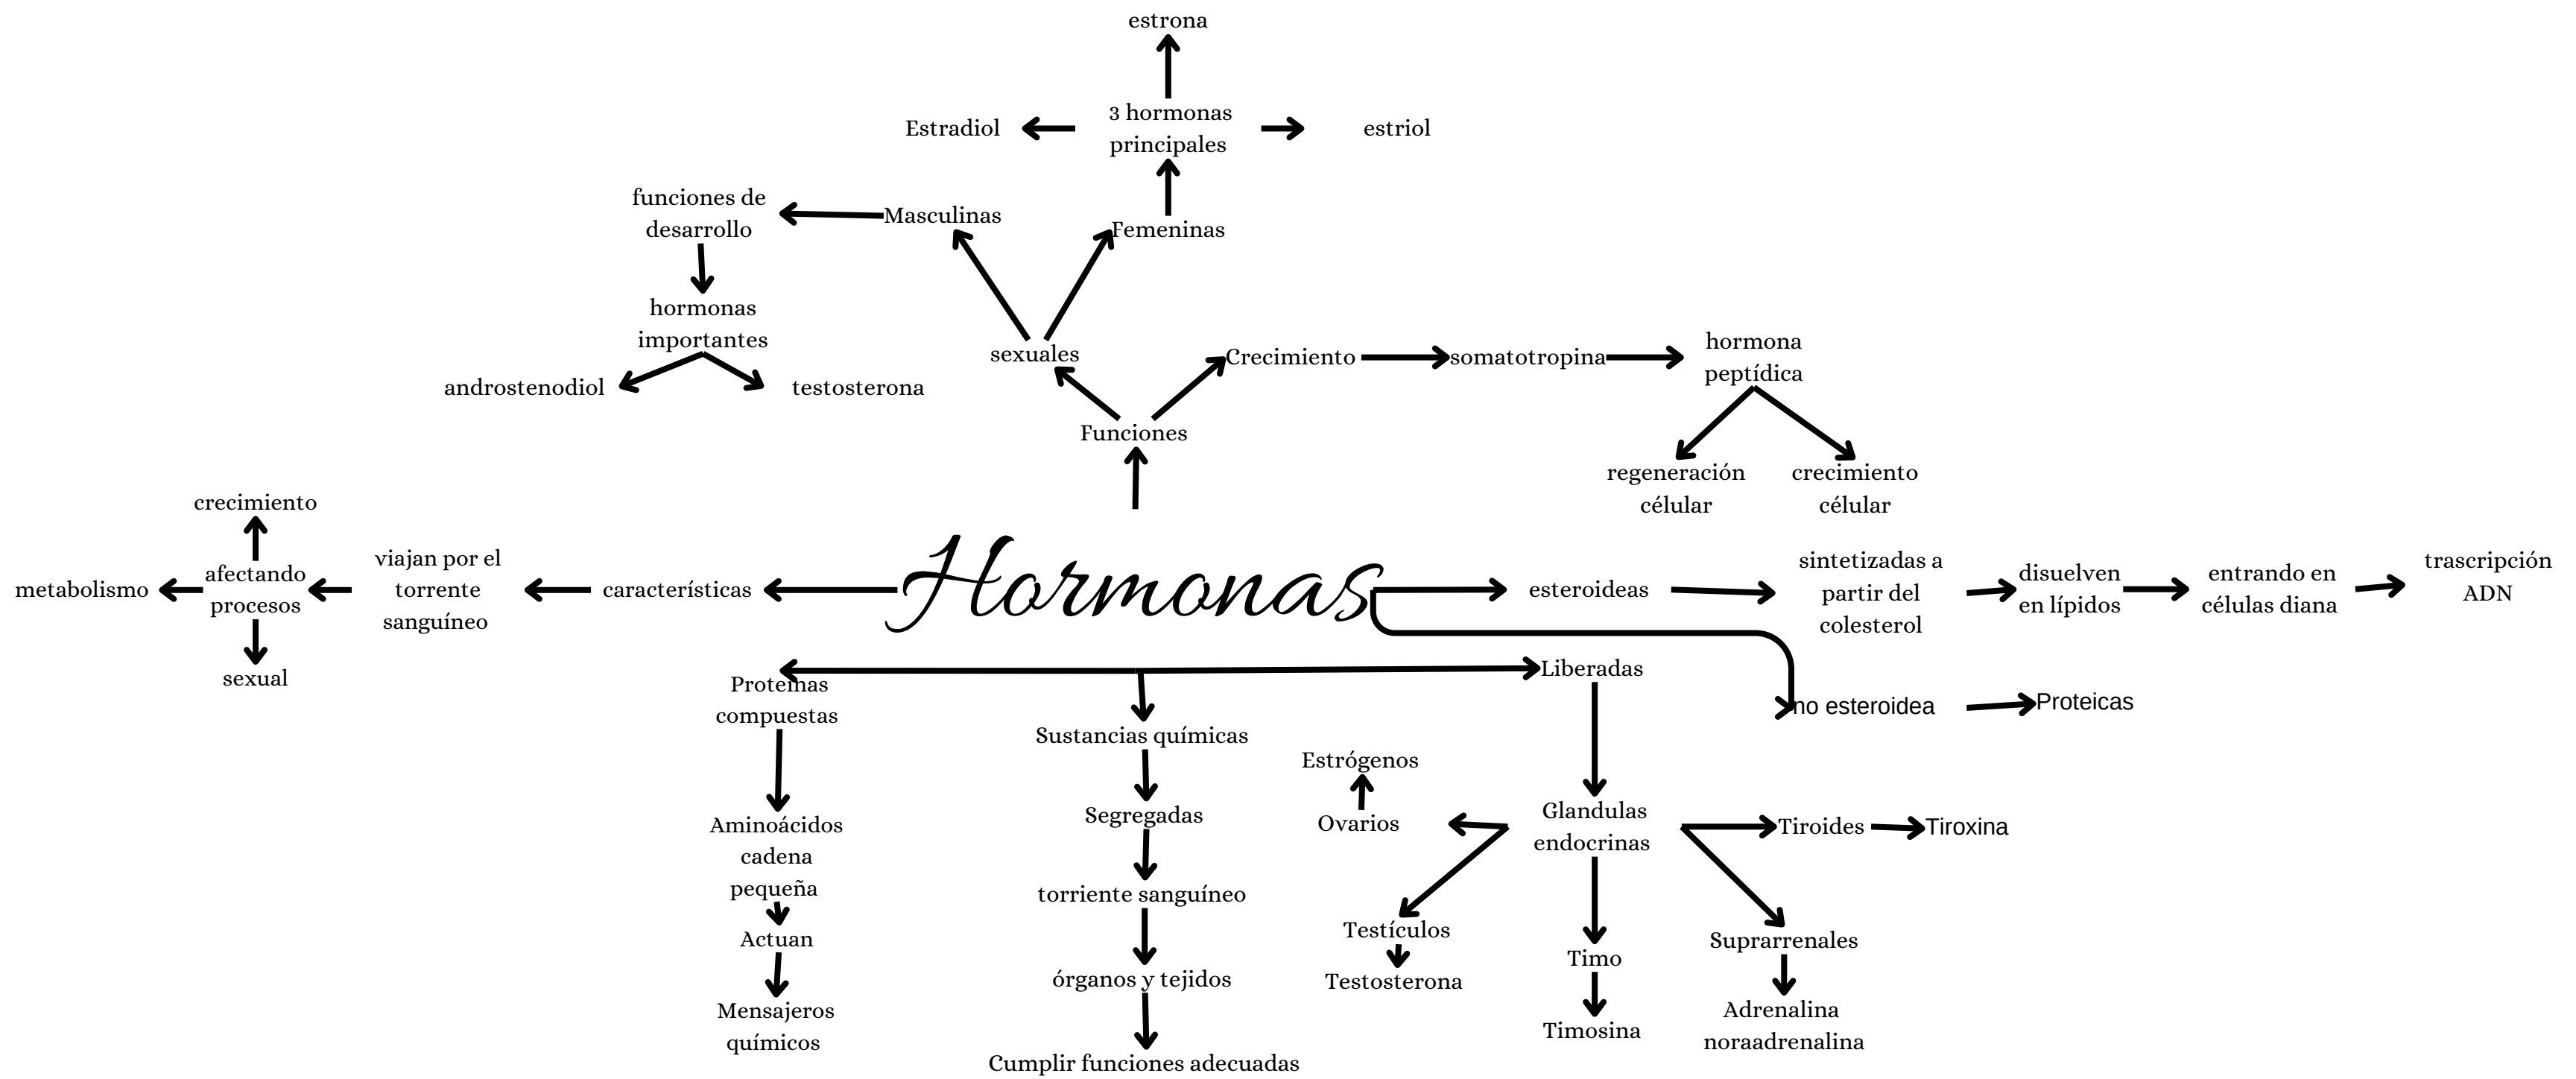 estrona
3 hormonas
principales
Estradiol
estriol
funciones de
desarrollo
Masculinas
Femeninas
hormonas
importantes
androstenodiol
testosterona
sexuales
Crecimiento
somatotropina
hormona
peptídica
regeneración
célular
crecimiento
célular
Funciones
crecimiento
metabolismo
afectando
procesos
sexual
viajan por el
torrente
sanguíneo
características
Hormonas
esteroideas
sintetizadas a
partir del
colesterol
disuelven
en lípidos
entrando en
células diana
trascripción
ADN
no esteroidea
Proteicas
Proteínas
compuestas
Aminoácidos
cadena
pequeña
Actuan
Mensajeros
químicos
Sustancias químicas
Segregadas
torriente sanguíneo
órganos y tejidos
Cumplir funciones adecuadas
Liberadas
Glandulas
endocrinas
Estrógenos
Ovarios
Testículos
Testosterona
Timo
Timosina
Tiroides
Tiroxina
Suprarrenales
Adrenalina
noraadrenalina